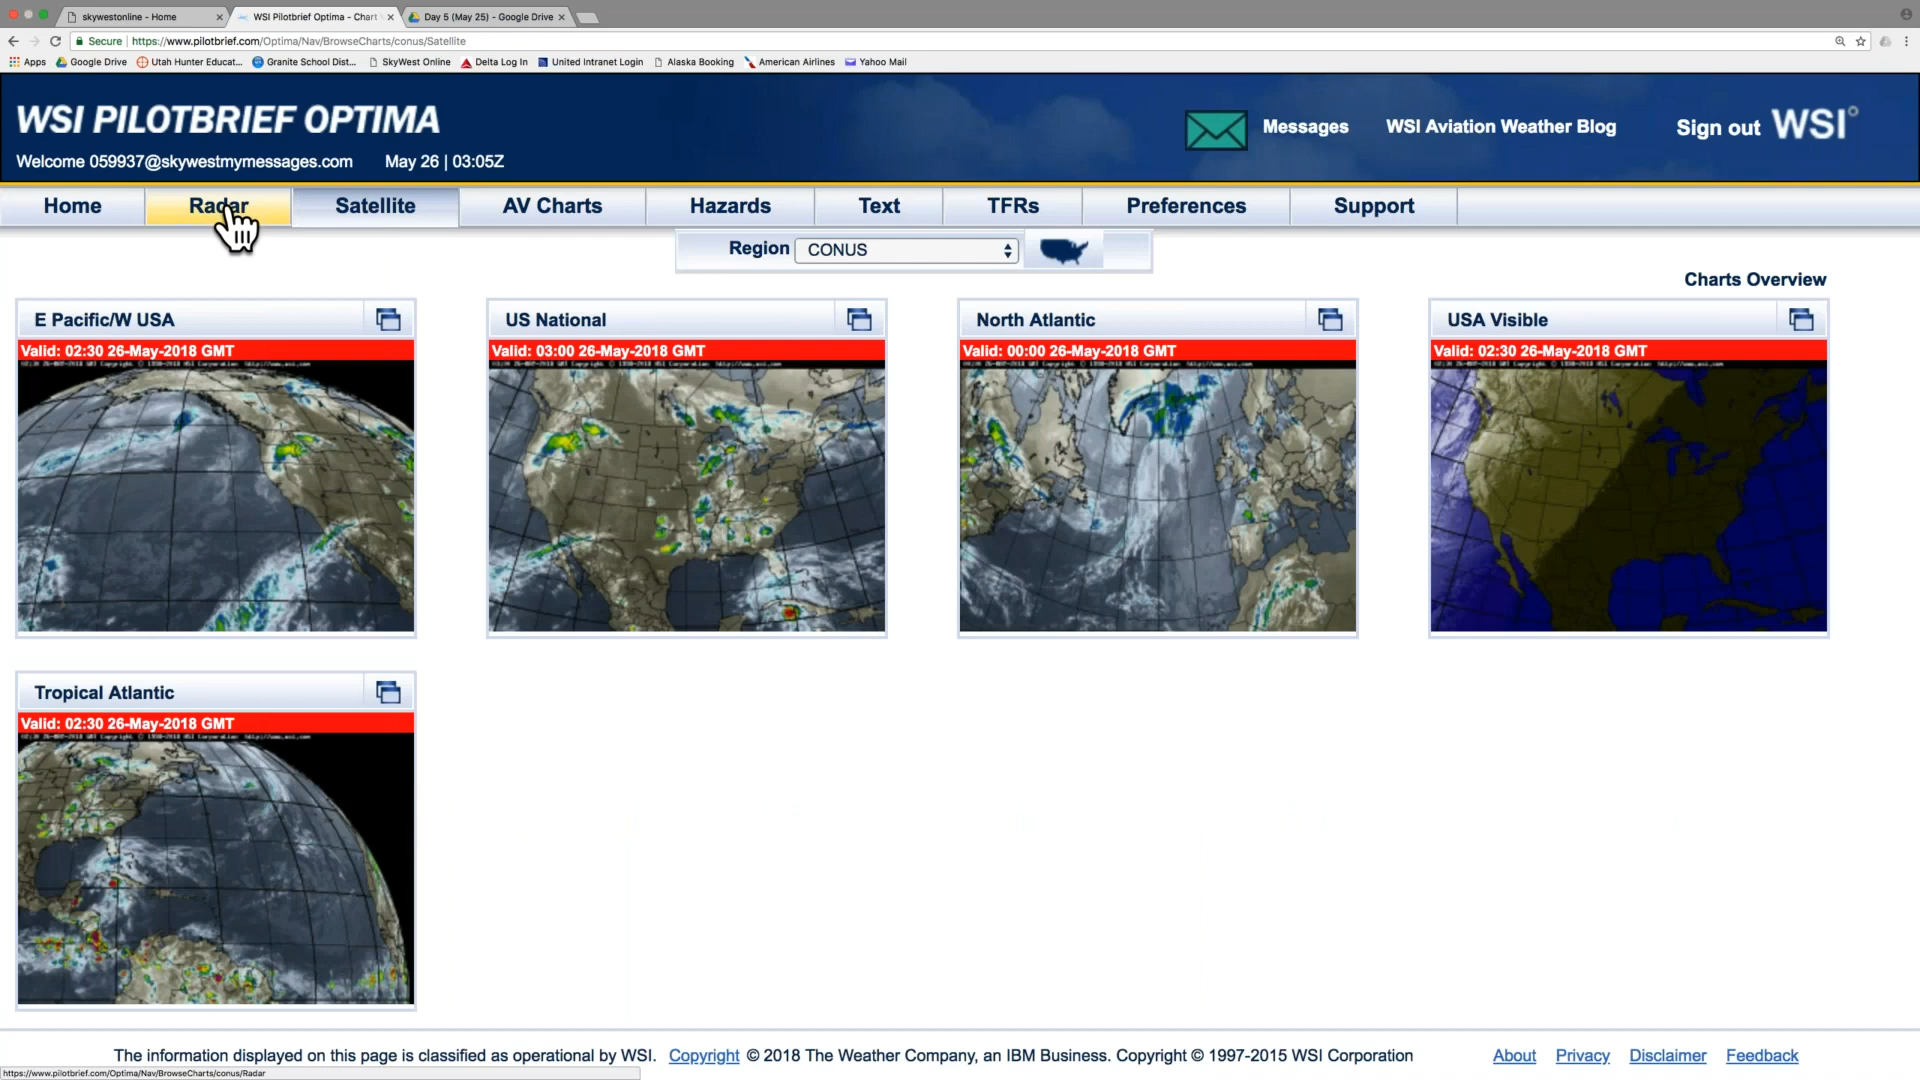 skywestonline - Home
WSI Pilotbrief Optima - Chart
Day 5 (May 25) - Google Drive
Secure | https://www.pilotbrief.com/Optima/Nav/BrowseCharts/conus/Satellite
Apps Google Drive Utah Hunter Educat... Granite School Dist... SkyWest Online Delta Log In United Intranet Login Alaska Booking American Airlines Yahoo Mail
WSI PILOTBRIEF OPTIMA
Messages WSI Aviation Weather Blog Sign out WSI
Welcome 059937@skywestmymessages.com May 26 | 03:05Z
Home Radar Satellite AV Charts Hazards Text TFRs Preferences Support
Region CONUS
Charts Overview
E Pacific/W USA
Valid: 02:30 26-May-2018 GMT
US National
Valid: 03:00 26-May-2018 GMT
North Atlantic
Valid: 00:00 26-May-2018 GMT
USA Visible
Valid: 02:30 26-May-2018 GMT
Tropical Atlantic
Valid: 02:30 26-May-2018 GMT
The information displayed on this page is classified as operational by WSI. Copyright © 2018 The Weather Company, an IBM Business. Copyright © 1997-2015 WSI Corporation
About Privacy Disclaimer Feedback
https://www.pilotbrief.com/Optima/Nav/BrowseCharts/conus/Radar